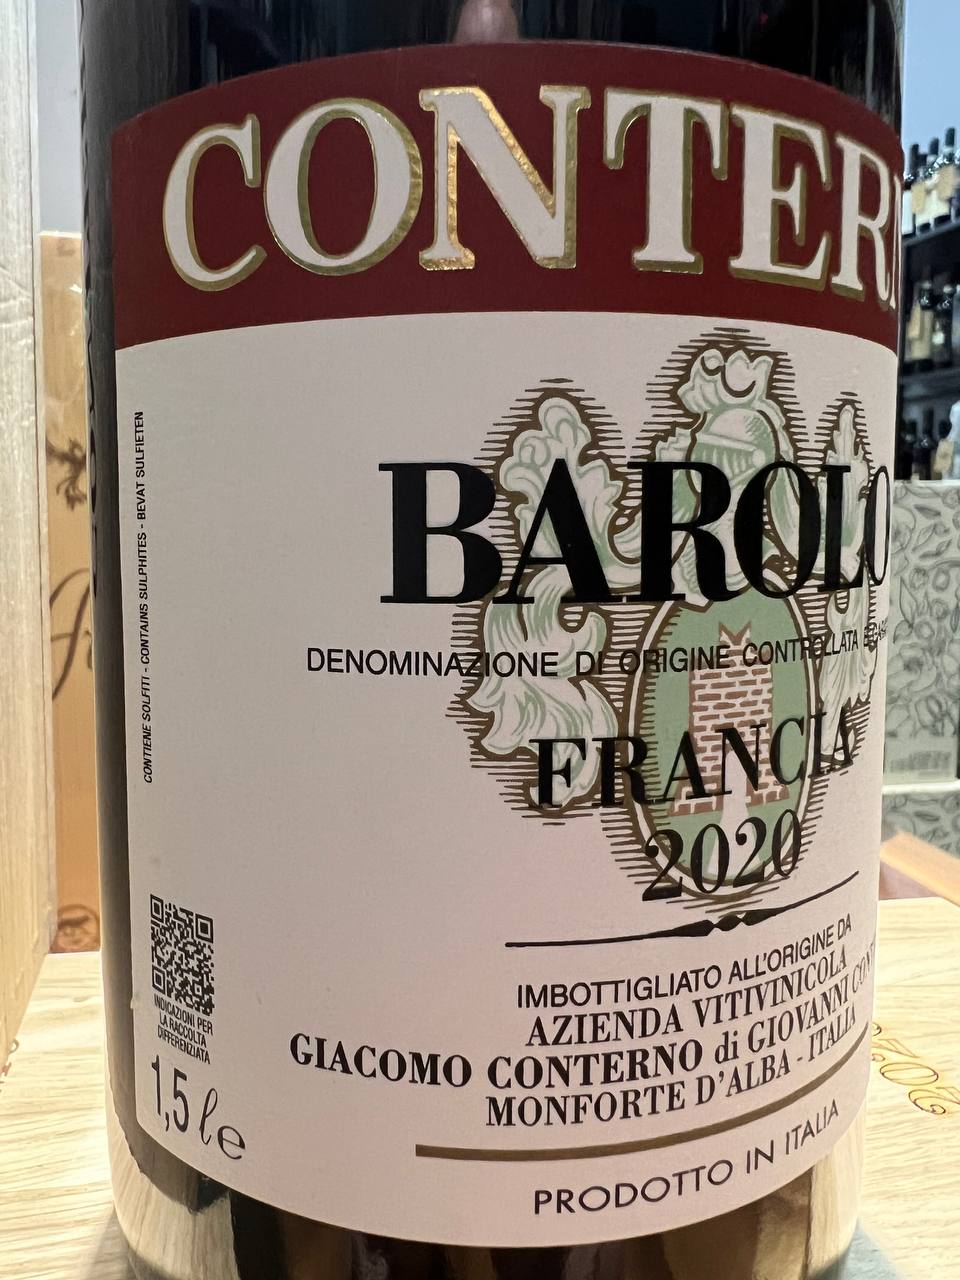 CONTER
BAROLO
DENOMINAZIONE DI ORIGINE CONTROLLATA E
FRANCIA
2020
IMBOTTIGLIATO ALL'ORIGINE DA
AZIENDA VITIVINICOLA
GIACOMO CONTERNO di GIOVANNI
MONFORTE D'ALBA - ITALIA
PRODOTTO IN ITALIA
CONTIENE SOLFITI - CONTAINS SULPHITES - BEVAT SULFIETEN
INDICAZIONI PER
LA RACCOLTA
DIFFERENZIATA
1,5 ℓ e